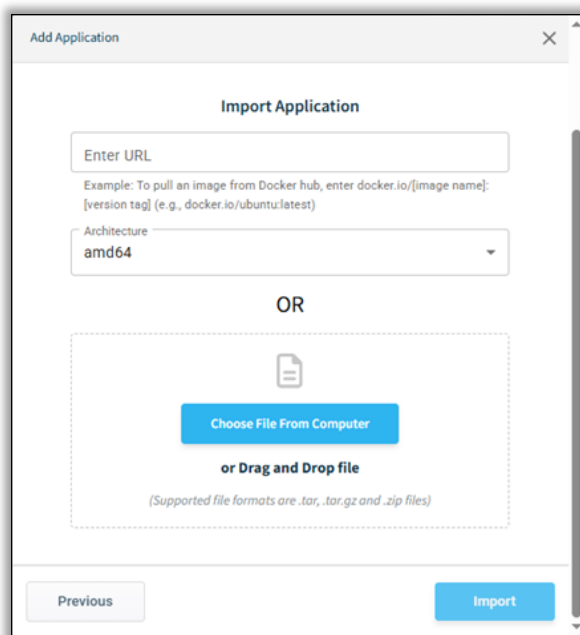 Add Application
Import Application
Enter URL
Example: To pull an image from Docker hub, enter docker.io/[image name]:
[version tag] (e.g., docker.io/ubuntu:latest)
Architecture
amd64
OR
Choose File From Computer
or Drag and Drop file
(Supported file formats are .tar, .tar.gz and .zip files)
Previous
Import